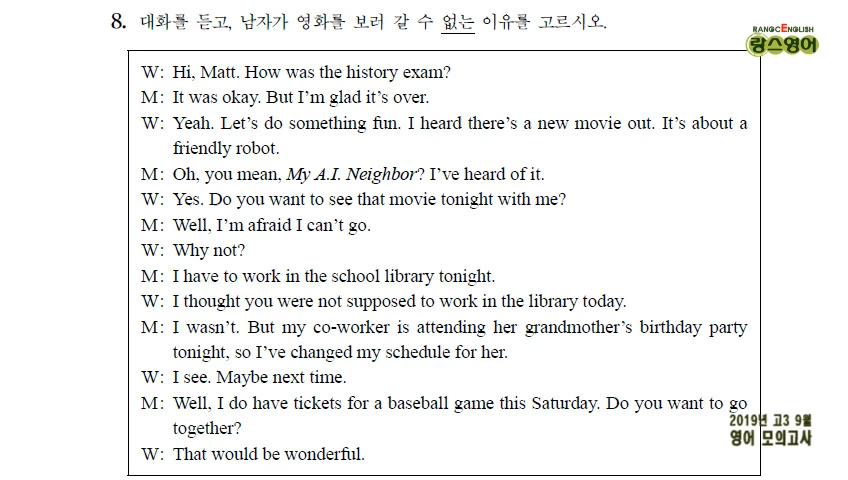 8. 대화를 듣고, 남자가 영화를 보러 갈 수 없는 이유를 고르시오.
RANGC ENGLISH
랑스영어
W: Hi, Matt. How was the history exam?
M: It was okay. But I'm glad it's over.
W: Yeah. Let's do something fun. I heard there's a new movie out. It's about a
friendly robot.
M: Oh, you mean, My A.I. Neighbor? I've heard of it.
W: Yes. Do you want to see that movie tonight with me?
M: Well, I'm afraid I can't go.
W: Why not?
M: I have to work in the school library tonight.
W: I thought you were not supposed to work in the library today.
M: I wasn't. But my co-worker is attending her grandmother's birthday party
tonight, so I've changed my schedule for her.
W: I see. Maybe next time.
M: Well, I do have tickets for a baseball game this Saturday. Do you want to go
together?
W: That would be wonderful.
2019년 고3 9월
영어 모의고사